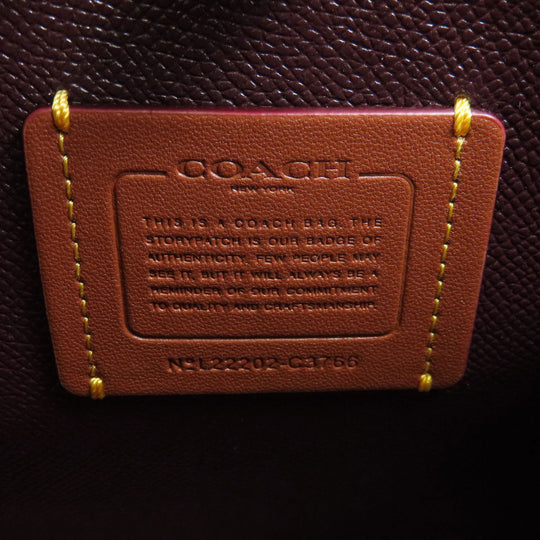 COACH
NEW YORK
THIS IS A COACH BAG. THE
STORYPATCH IS OUR BADGE OF
AUTHENTICITY. FEW PEOPLE MAY
SEE IT, BUT IT WILL ALWAYS BE A
REMINDER OF OUR COMMITMENT
TO QUALITY AND CRAFTSMANSHIP.
Nº L22202-C3766